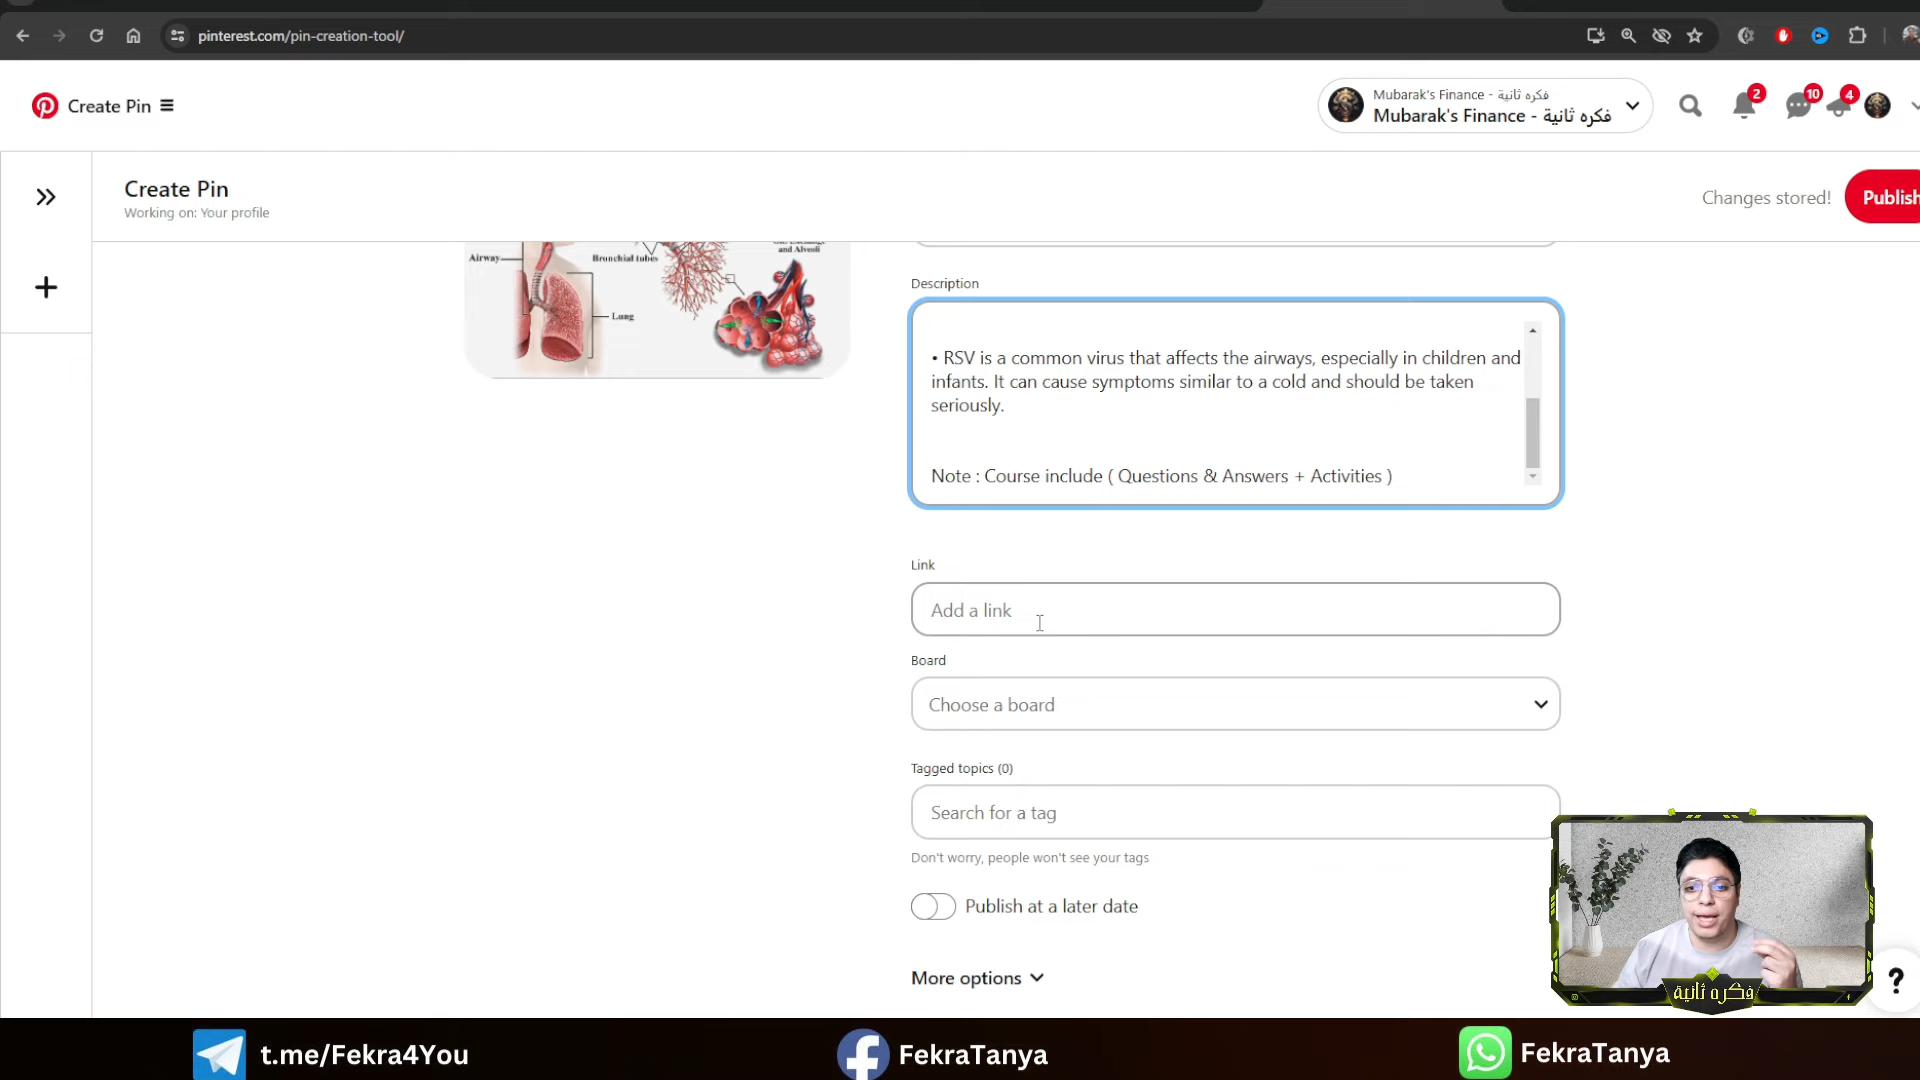 pinterest.com/pin-creation-tool/
Create Pin
Mubarak's Finance - فكره ثانية
Mubarak's Finance - فكره ثانية
2
10
4
Create Pin
Working on: Your profile
Changes stored!
Publish
and Alveoli
Airway
Bronchial tubes
Lung
Description
• RSV is a common virus that affects the airways, especially in children and
infants. It can cause symptoms similar to a cold and should be taken
seriously.
Note : Course include ( Questions & Answers + Activities )
Link
Add a link
Board
Choose a board
Tagged topics (0)
Search for a tag
Don't worry, people won't see your tags
Publish at a later date
More options
?
فكره ثانية
t.me/Fekra4You
FekraTanya
FekraTanya